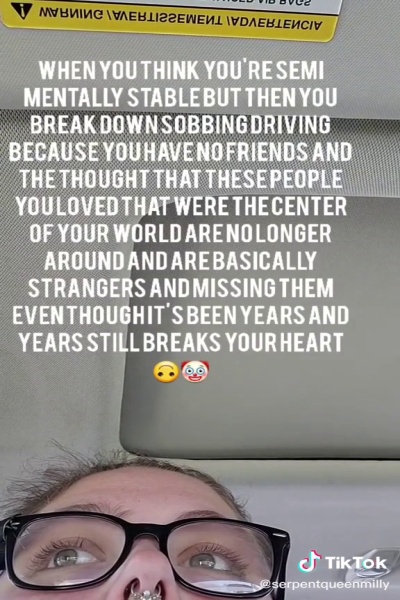 AIR BAGS
WARNING / AVERTISSEMENT / ADVERTENCIA
WHEN YOU THINK YOU'RE SEMI
MENTALLY STABLE BUT THEN YOU
BREAK DOWN SOBBING DRIVING
BECAUSE YOU HAVE NO FRIENDS AND
THE THOUGHT THAT THESE PEOPLE
YOU LOVED THAT WERE THE CENTER
OF YOUR WORLD ARE NO LONGER
AROUND AND ARE BASICALLY
STRANGERS AND MISSING THEM
EVEN THOUGH IT'S BEEN YEARS AND
YEARS STILL BREAKS YOUR HEART
🙃🤡
TikTok
@serpentqueenmilly